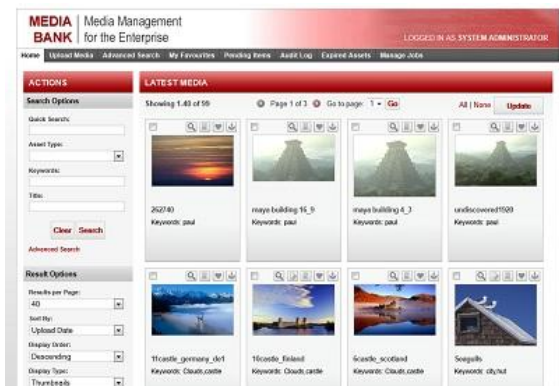 MEDIA BANK
Media Management for the Enterprise
LOGGED IN AS SYSTEM ADMINISTRATOR
Home Upload Media Advanced Search My Favourites Pending Items Audit Log Expired Assets Manage Jobs
ACTIONS
Search Options
Quick Search:
Asset Type:
Keywords:
Title:
Clear Search
Advanced Search
Result Options
Results per Page:
40
Sort By:
Upload Date
Display Order:
Descending
Display Type:
Thumbnails
LATEST MEDIA
Showing 1-40 of 99 Page 1 of 3 Go to page: 1 Go All | None Update
262740
Keywords: paul
maya building 16_9
Keywords: paul
maya building 4_3
Keywords: paul
undiscovered1920
Keywords: paul
11castle_germany_de1
Keywords: Clouds,castle
10castle_finland
Keywords: Clouds,castle
6castle_scotland
Keywords: Clouds,castle
Seagulls
Keywords: city,hut